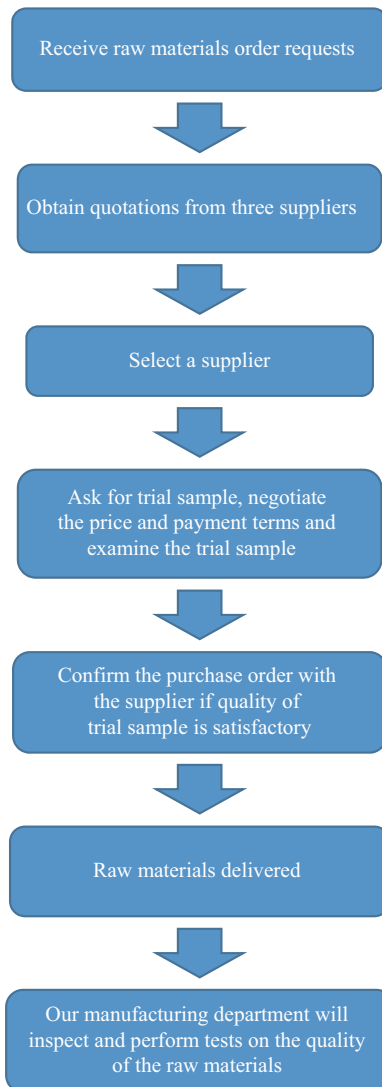 Receive raw materials order requests
Obtain quotations from three suppliers
Select a supplier
Ask for trial sample, negotiate
the price and payment terms and
examine the trial sample
Confirm the purchase order with
the supplier if quality of
trial sample is satisfactory
Raw materials delivered
Our manufacturing department will
inspect and perform tests on the quality
of the raw materials